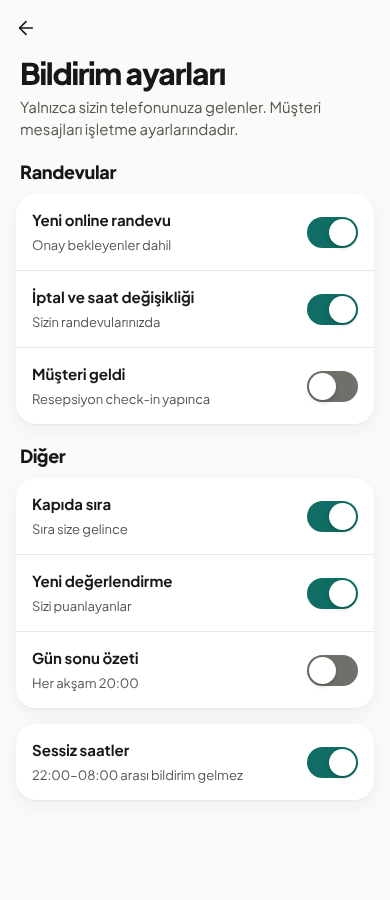 Bildirim ayarları
Yalnızca sizin telefonunuza gelenler. Müşteri
mesajları işletme ayarlarındadır.
Randevular
Yeni online randevu
Onay bekleyenler dahil
İptal ve saat değişikliği
Sizin randevularınızda
Müşteri geldi
Resepsiyon check-in yapınca
Diğer
Kapıda sıra
Sıra size gelince
Yeni değerlendirme
Sizi puanlayanlar
Gün sonu özeti
Her akşam 20:00
Sessiz saatler
22:00–08:00 arası bildirim gelmez